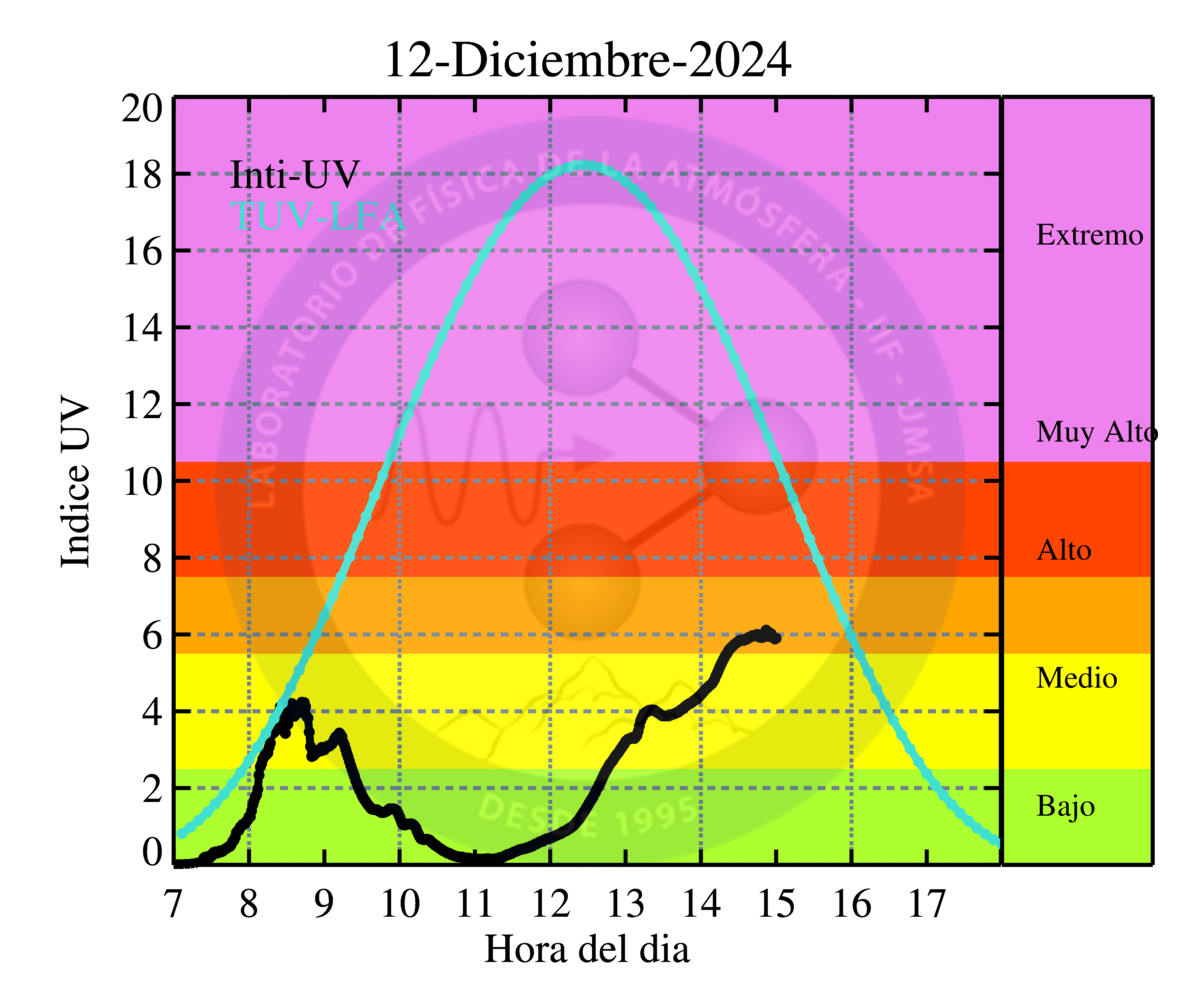 12-Diciembre-2024
20
18
16
14
12
10
8
6
4
2
0
Indice UV
Inti-UV
TUV-LFA
LABORATORIO DE FÍSICA DE LA ATMÓSFERA - IIF - UMSA
DESDE 1995
Extremo
Muy Alto
Alto
Medio
Bajo
7 8 9 10 11 12 13 14 15 16 17
Hora del dia